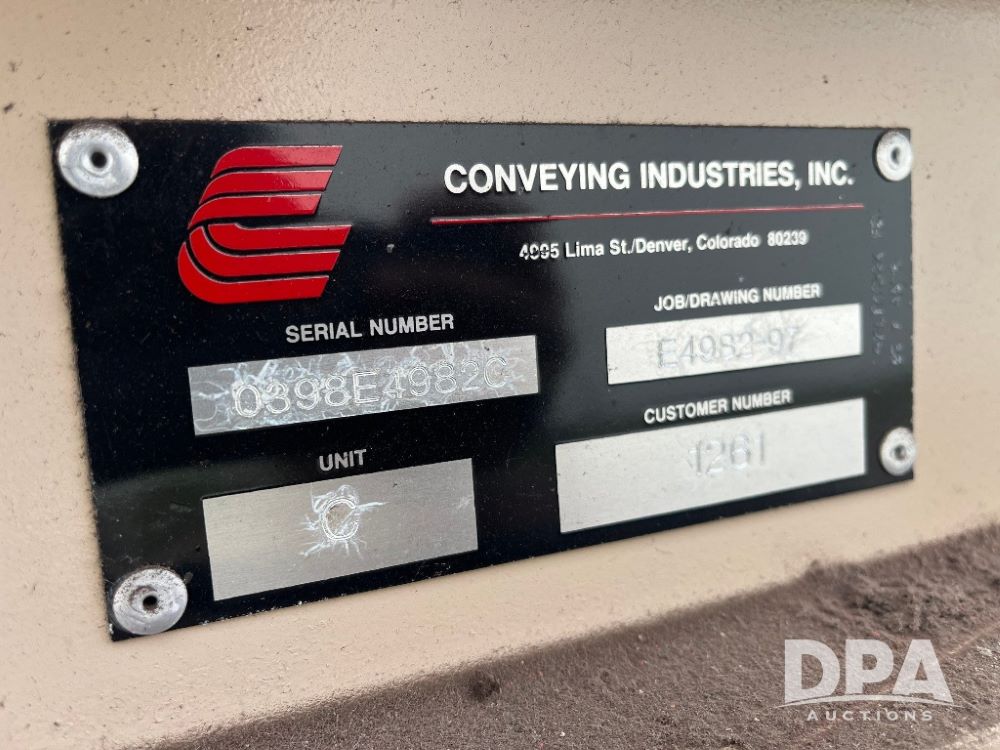 CONVEYING INDUSTRIES, INC.
4995 Lima St./Denver, Colorado 80239
SERIAL NUMBER
0398E4982C
JOB/DRAWING NUMBER
E4982-97
UNIT
C
CUSTOMER NUMBER
1261
DPA
AUCTIONS